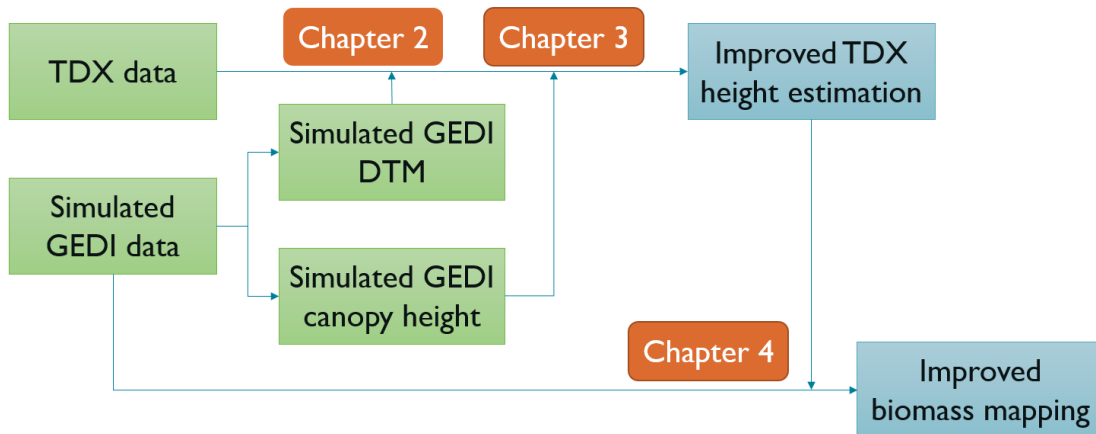 Chapter 2
Chapter 3
TDX data
Improved TDX
height estimation
Simulated GEDI
DTM
Simulated
GEDI data
Simulated GEDI
canopy height
Chapter 4
Improved
biomass mapping